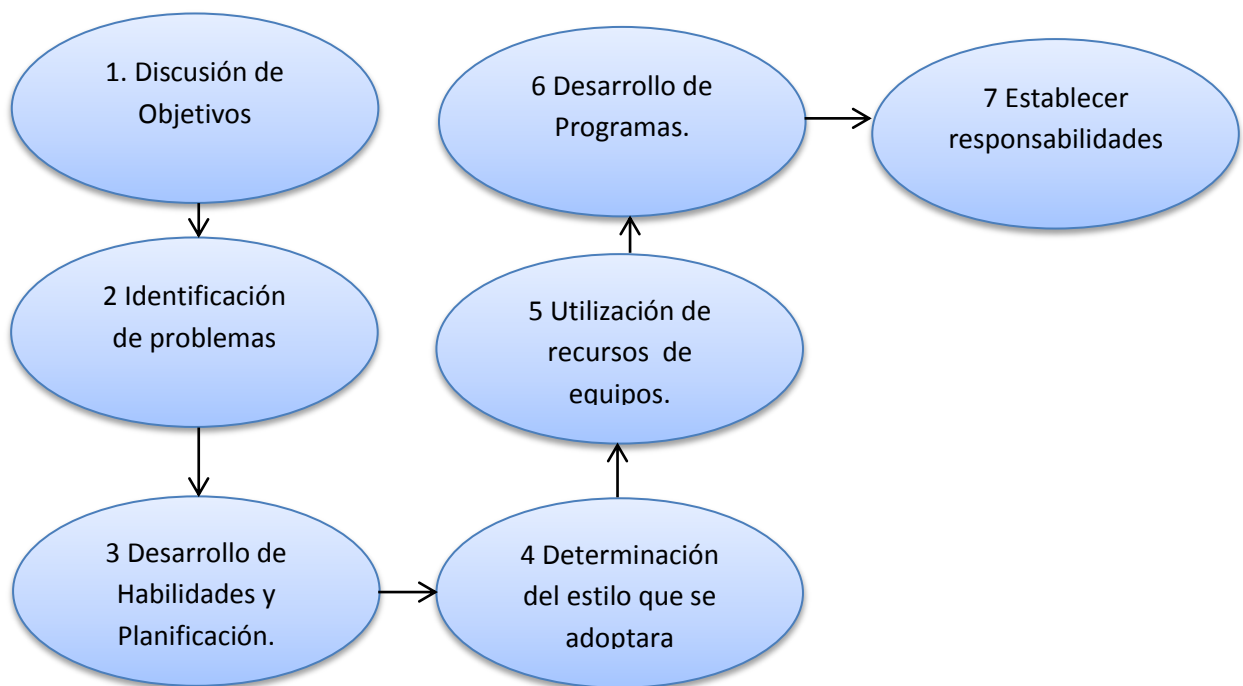 1. Discusión de
Objetivos
2 Identificación
de problemas
3 Desarrollo de
Habilidades y
Planificación.
4 Determinación
del estilo que se
adoptara
5 Utilización de
recursos de
equipos.
6 Desarrollo de
Programas.
7 Establecer
responsabilidades